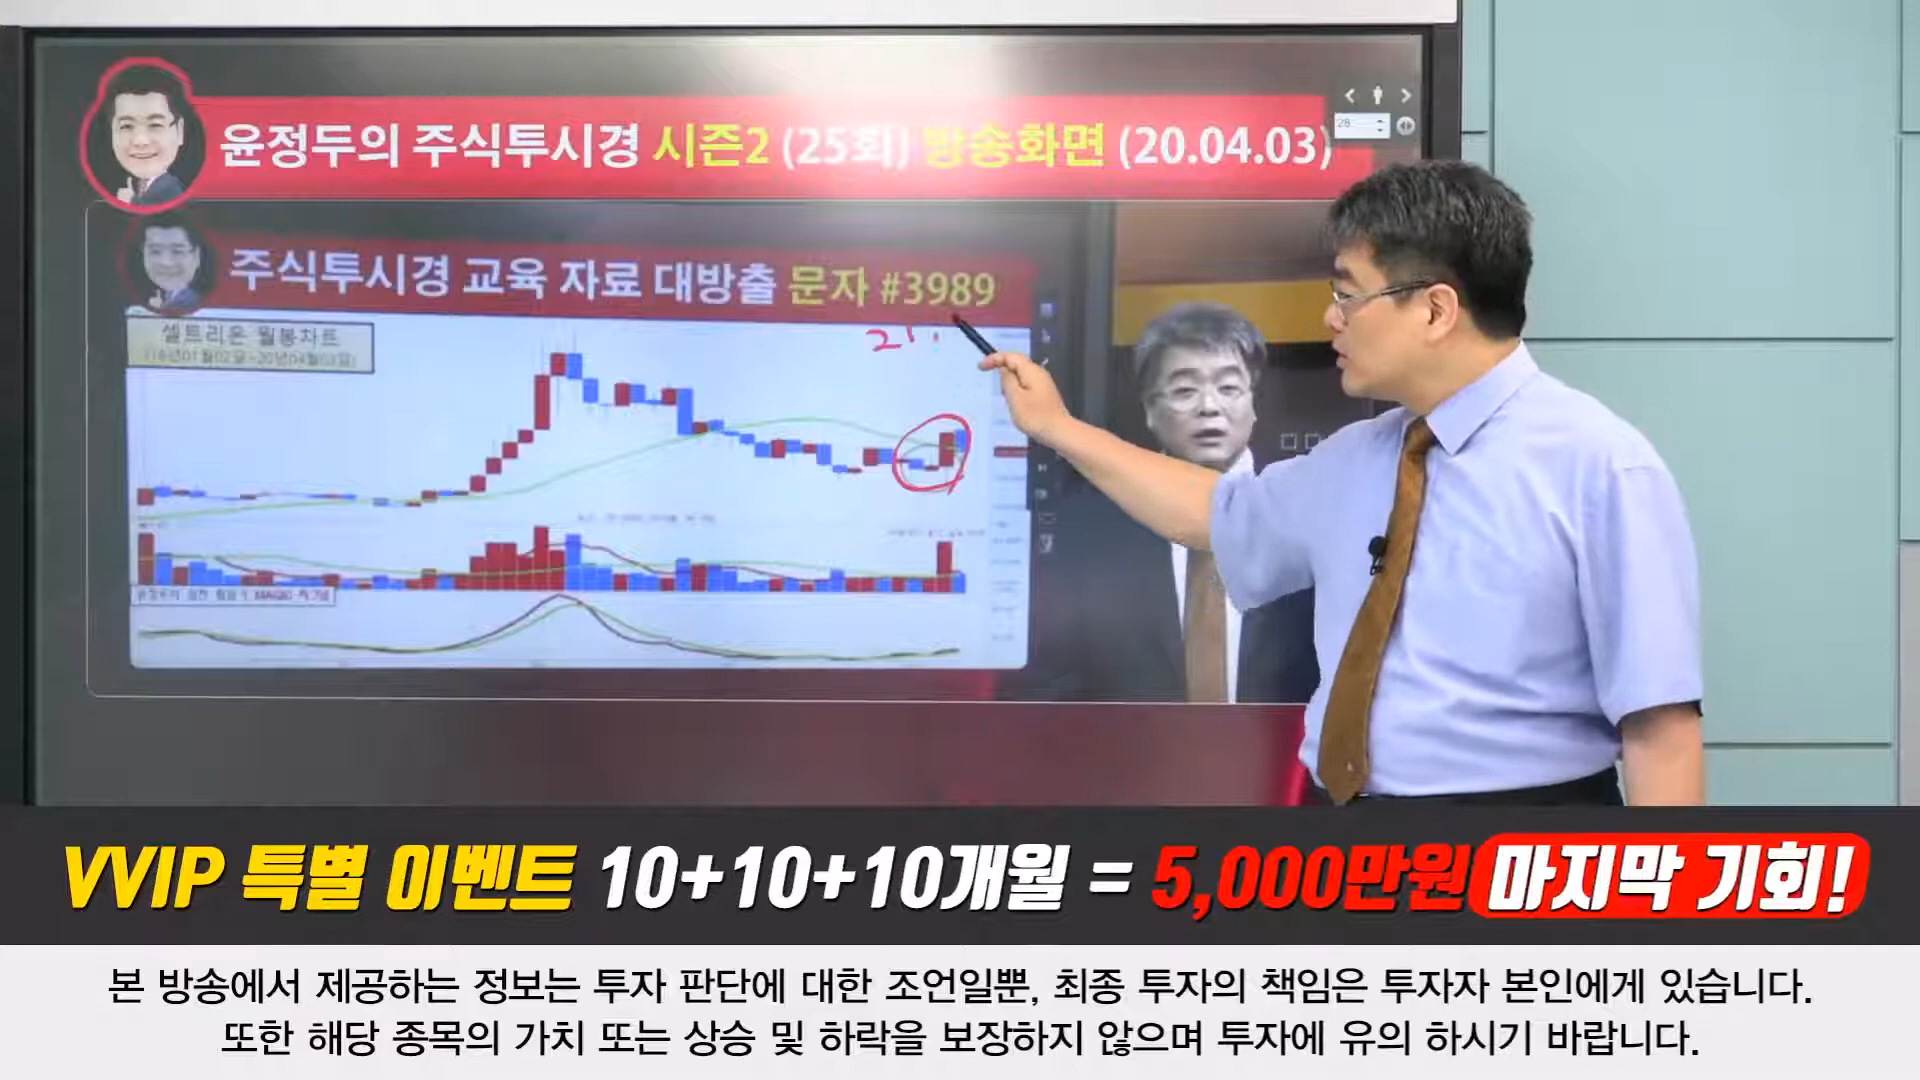 윤정두의 주식투시경 시즌2 (25회) 방송화면 (20.04.03)
28
주식투시경 교육 자료 대방출 문자 #3989
셀트리온 월봉차트
VVIP 특별 이벤트 10+10+10개월 = 5,000만원 마지막 기회!
본 방송에서 제공하는 정보는 투자 판단에 대한 조언일뿐, 최종 투자의 책임은 투자자 본인에게 있습니다.
또한 해당 종목의 가치 또는 상승 및 하락을 보장하지 않으며 투자에 유의 하시기 바랍니다.